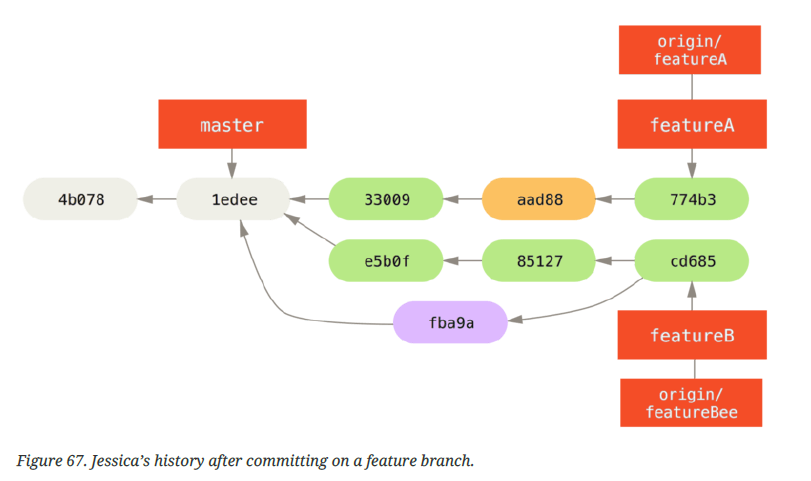 origin/
featureA
master
featureA
4b078
1edee
33009
aad88
774b3
e5b0f
85127
cd685
fba9a
featureB
origin/
featureBee
Figure 67. Jessica’s history after committing on a feature branch.